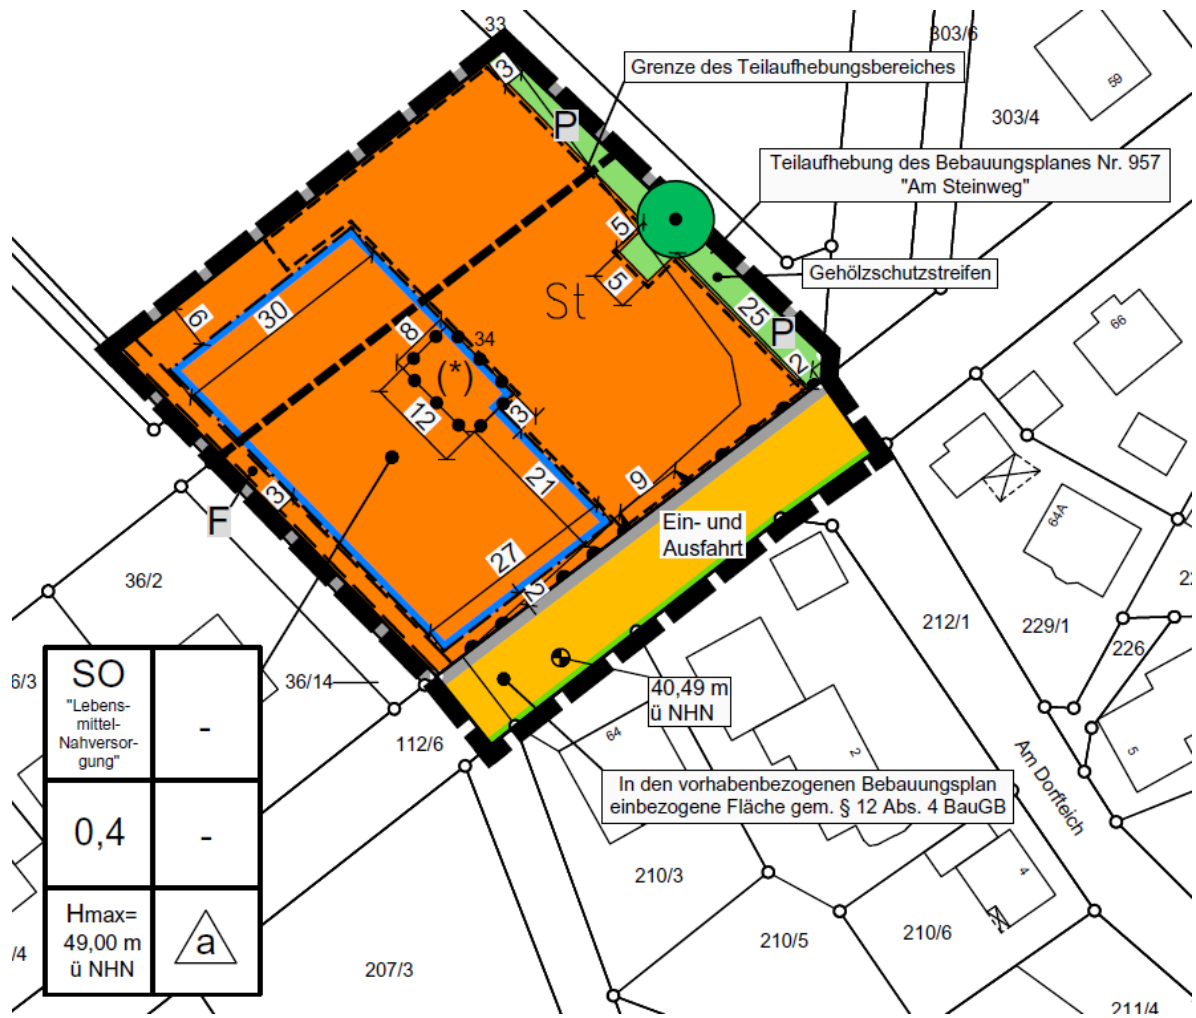 33
303/6
Grenze des Teilaufhebungsbereiches
59
3
303/4
P
Teilaufhebung des Bebauungsplanes Nr. 957
"Am Steinweg"
5
Gehölzschutzstreifen
5
St
25
6
30
8
34
P
66
2
(*)
12
3
21
9
3
F
64A
Ein- und
Ausfahrt
27
2
36/2
212/1
229/1
226
6/3
36/14
40,49 m
ü NHN
SO
"Lebens-
mittel-
Nahversor-
gung"
-
112/6
64
2
5
Am Dorfteich
In den vorhabenbezogenen Bebauungsplan
einbezogene Fläche gem. § 12 Abs. 4 BauGB
0,4
-
210/3
4
Hmax=
49,00 m
ü NHN
a
/4
210/5
210/6
207/3
211/4